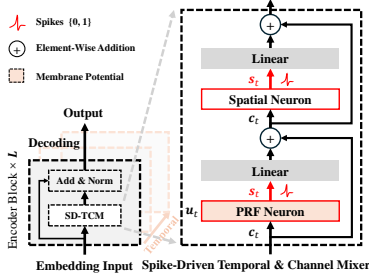 Spikes {0, 1}
Element-Wise Addition
Membrane Potential
Output
Decoding
Encoder Block × L
Add & Norm
SD-TCM
Temporal
Embedding Input
Linear
s_t
Spatial Neuron
c_t
Linear
s_t
u_t
PRF Neuron
c_t
Spike-Driven Temporal & Channel Mixer